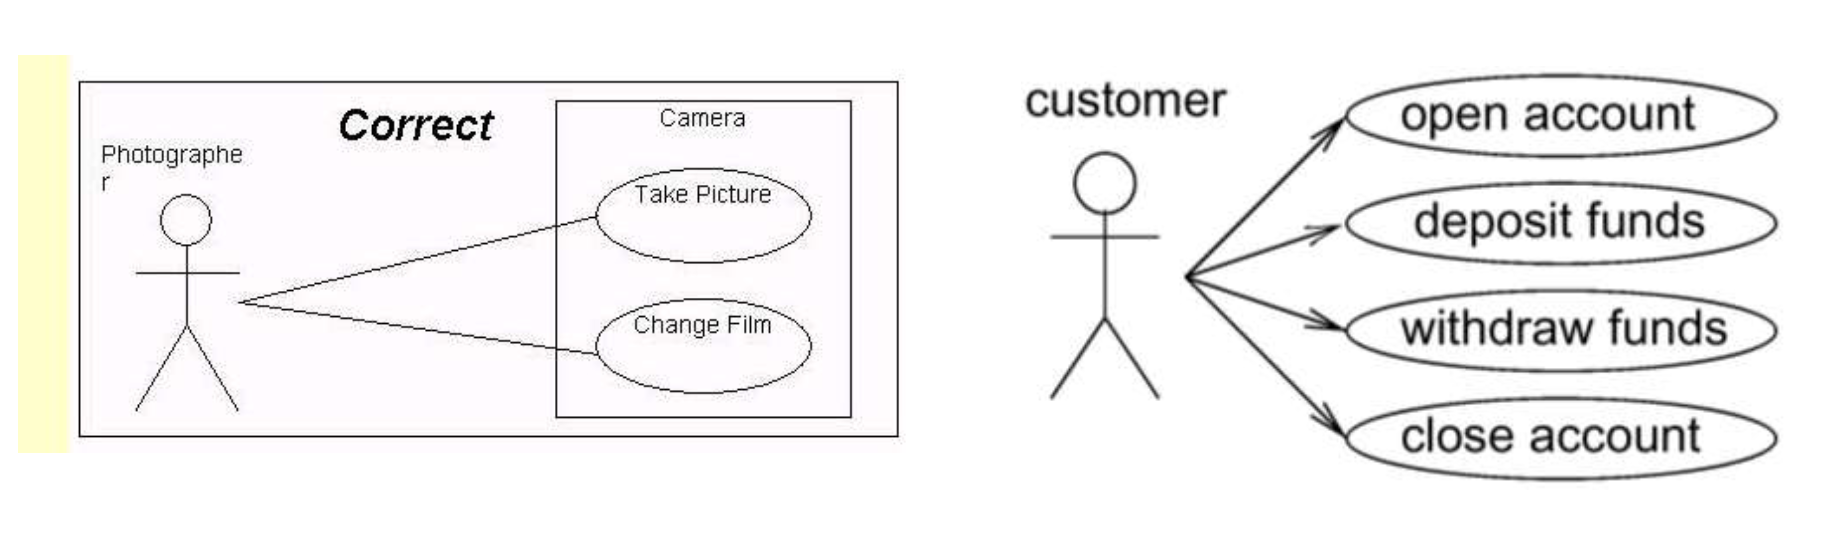 Correct
Photographe
r
Camera
Take Picture
Change Film
customer
open account
deposit funds
withdraw funds
close account